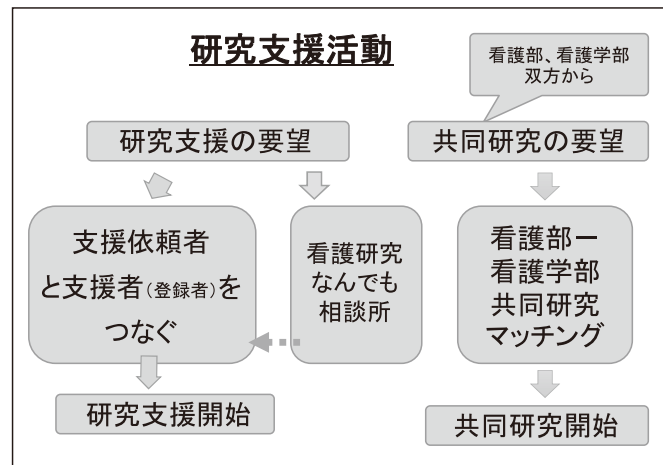 研究支援活動
看護部、看護学部
双方から
研究支援の要望
共同研究の要望
支援依頼者
と支援者(登録者)を
つなぐ
看護研究
なんでも
相談所
看護部ー
看護学部
共同研究
マッチング
研究支援開始
共同研究開始